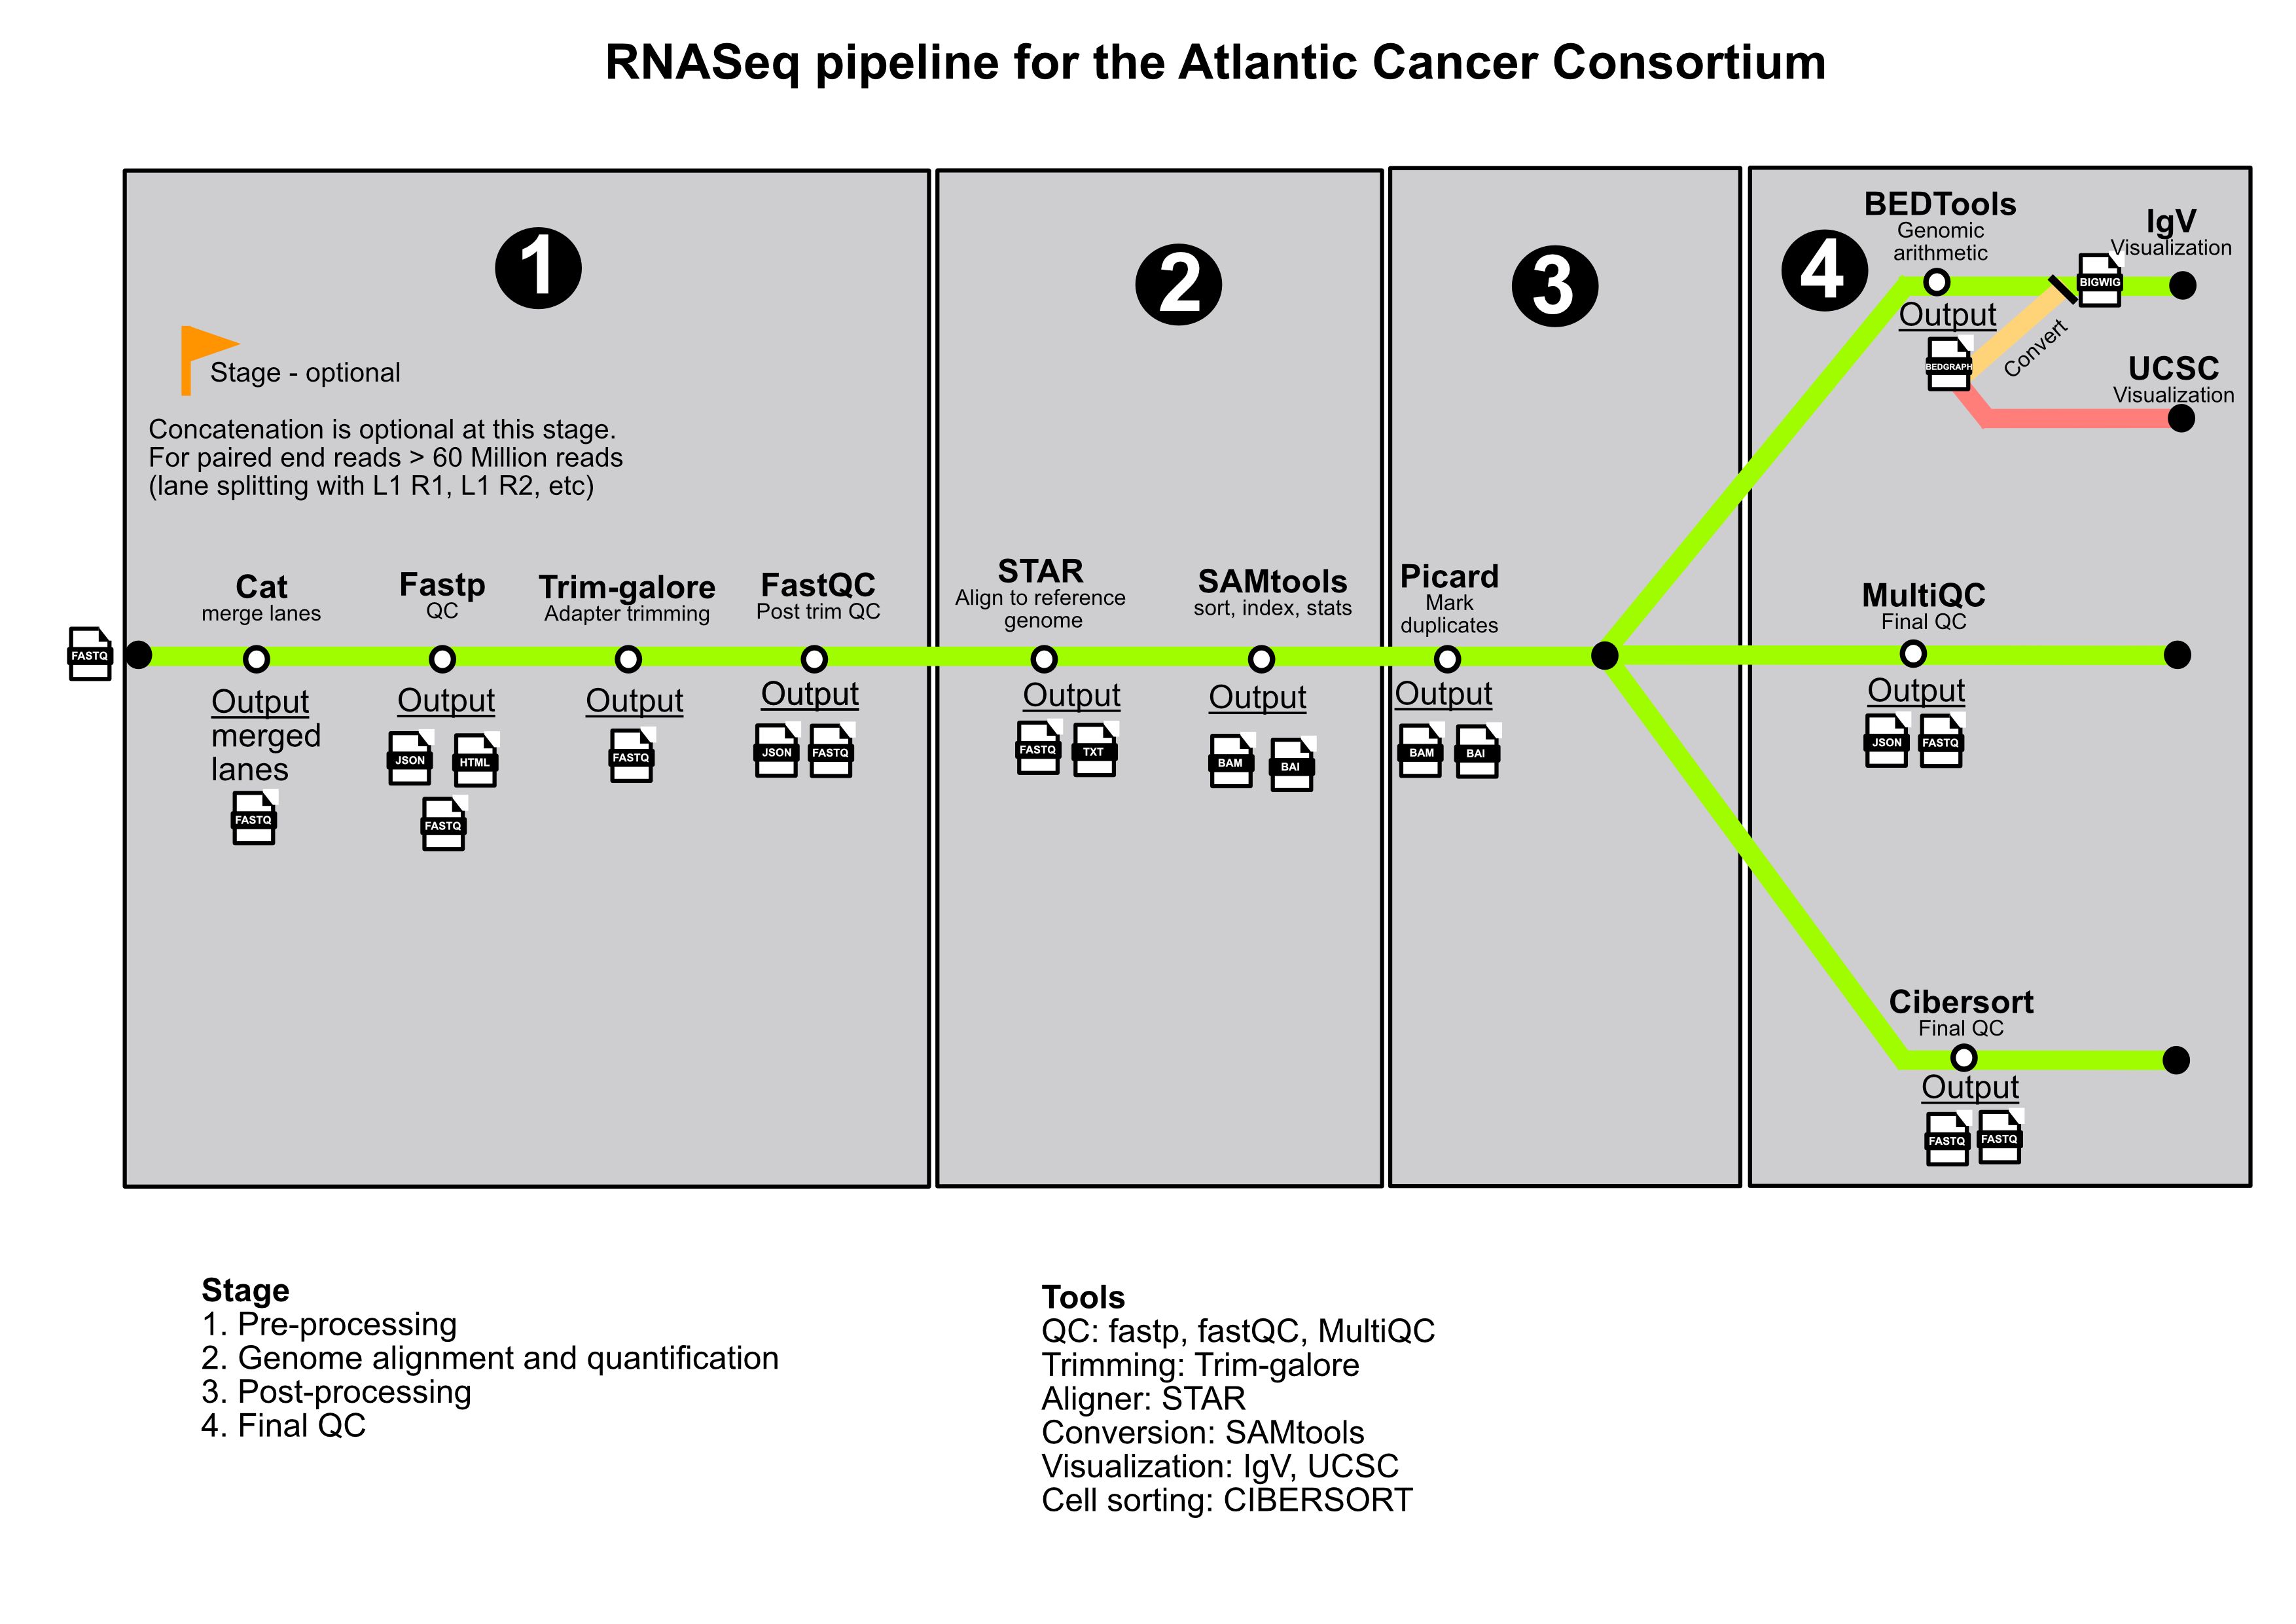 RNASeq pipeline for the Atlantic Cancer Consortium
1
Stage - optional
Concatenation is optional at this stage.
For paired end reads > 60 Million reads
(lane splitting with L1 R1, L1 R2, etc)
FASTQ
Cat
merge lanes
Output
merged
lanes
FASTQ
Fastp
QC
Output
JSON
HTML
FASTQ
Trim-galore
Adapter trimming
Output
FASTQ
FastQC
Post trim QC
Output
JSON
FASTQ
2
STAR
Align to reference
genome
Output
FASTQ
TXT
SAMtools
sort, index, stats
Output
BAM
BAI
3
Picard
Mark
duplicates
Output
BAM
BAI
4
BEDTools
Genomic
arithmetic
Output
BEDGRAPH
Convert
BIGWIG
IgV
Visualization
UCSC
Visualization
MultiQC
Final QC
Output
JSON
FASTQ
Cibersort
Final QC
Output
FASTQ
FASTQ
Stage
1. Pre-processing
2. Genome alignment and quantification
3. Post-processing
4. Final QC
Tools
QC: fastp, fastQC, MultiQC
Trimming: Trim-galore
Aligner: STAR
Conversion: SAMtools
Visualization: IgV, UCSC
Cell sorting: CIBERSORT